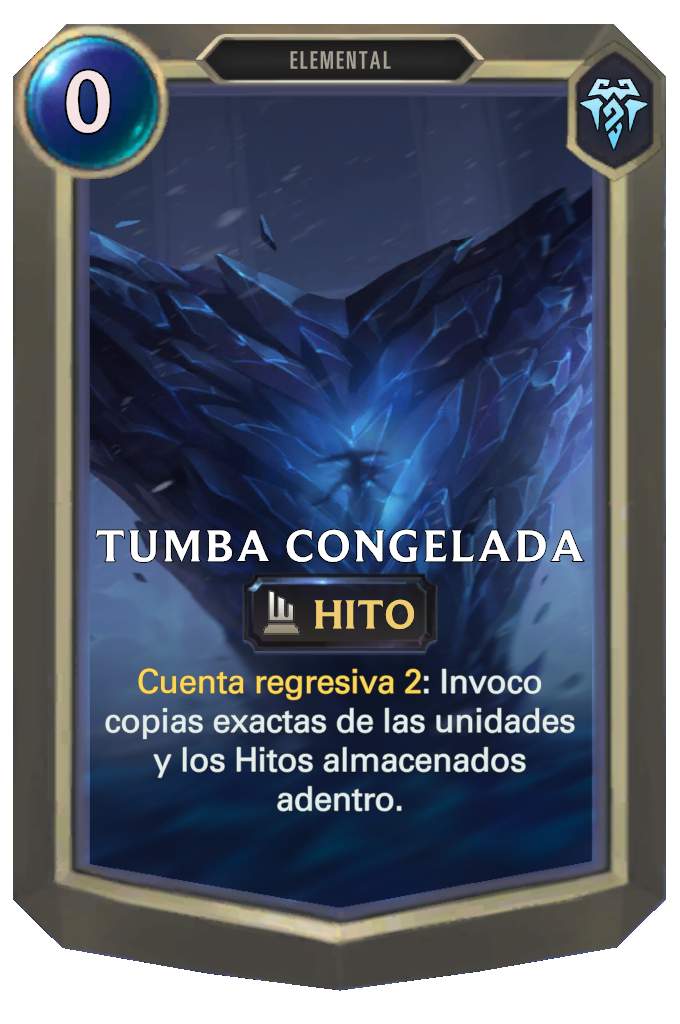 0
ELEMENTAL
TUMBA CONGELADA
HITO
Cuenta regresiva 2: Invoco
copias exactas de las unidades
y los Hitos almacenados
adentro.